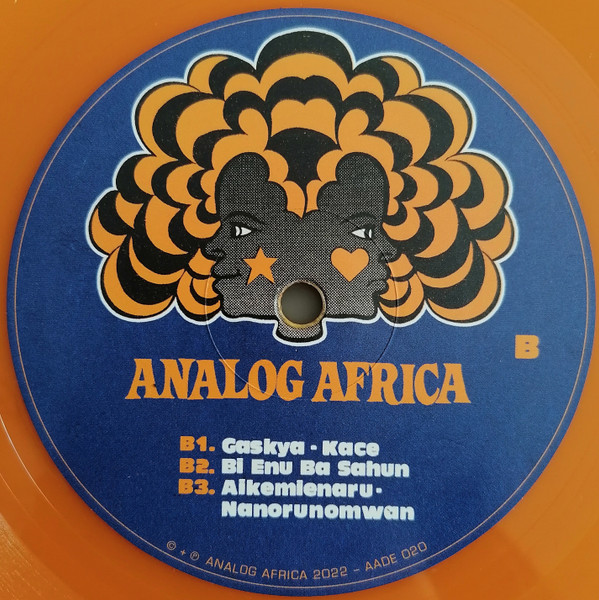 B
ANALOG AFRICA
B1. Gaskya • Kace
B2. Bi Enu Ba Sahun
B3. Aikemienaru •
Nanorunomwan
© + ℗ ANALOG AFRICA 2022 – AADE 020